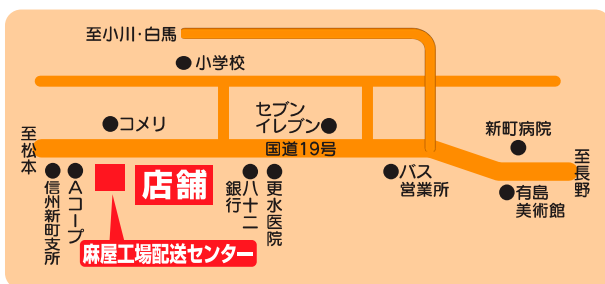 至小川・白馬
小学校
コメリ
セブン
イレブン
新町病院
至松本
国道19号
至長野
信州新町支所
Aコープ
店舗
八十二
銀行
更水医院
バス
営業所
有島
美術館
麻屋工場配送センター